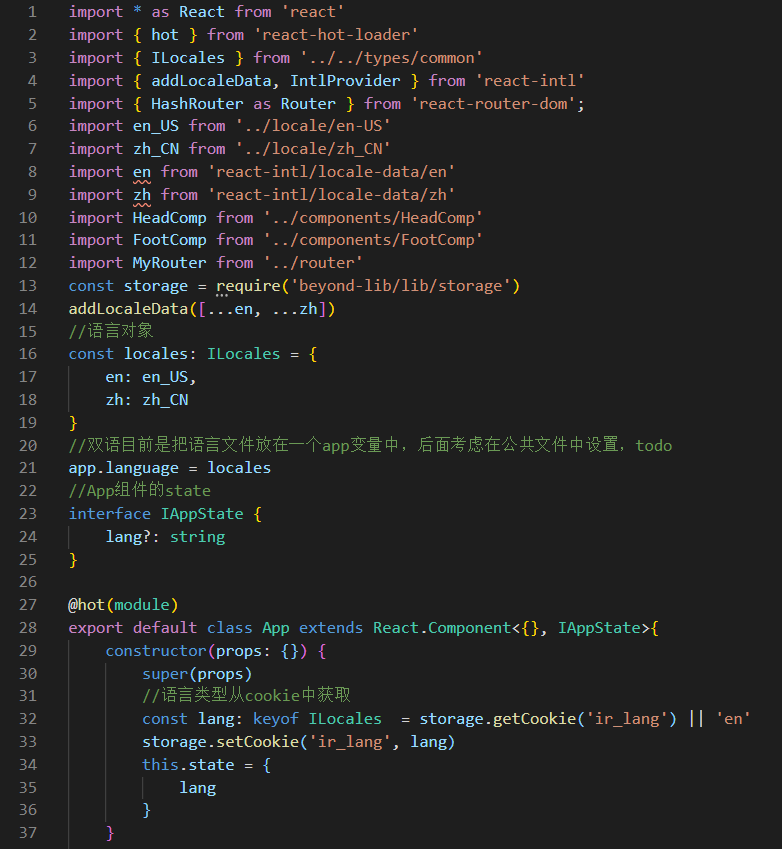 1 import * as React from 'react'
2 import { hot } from 'react-hot-loader'
3 import { ILocales } from '../../types/common'
4 import { addLocaleData, IntlProvider } from 'react-intl'
5 import { HashRouter as Router } from 'react-router-dom';
6 import en_US from '../locale/en-US'
7 import zh_CN from '../locale/zh_CN'
8 import en from 'react-intl/locale-data/en'
9 import zh from 'react-intl/locale-data/zh'
10 import HeadComp from '../components/HeadComp'
11 import FootComp from '../components/FootComp'
12 import MyRouter from '../router'
13 const storage = require('beyond-lib/lib/storage')
14 addLocaleData([...en, ...zh])
15 //语言对象
16 const locales: ILocales = {
17     en: en_US,
18     zh: zh_CN
19 }
20 //双语目前是把语言文件放在一个app变量中，后面考虑在公共文件中设置，todo
21 app.language = locales
22 //App组件的state
23 interface IAppState {
24     lang?: string
25 }
26
27 @hot(module)
28 export default class App extends React.Component<{}, IAppState>{
29     constructor(props: {}) {
30         super(props)
31         //语言类型从cookie中获取
32         const lang: keyof ILocales  = storage.getCookie('ir_lang') || 'en'
33         storage.setCookie('ir_lang', lang)
34         this.state = {
35             lang
36         }
37     }